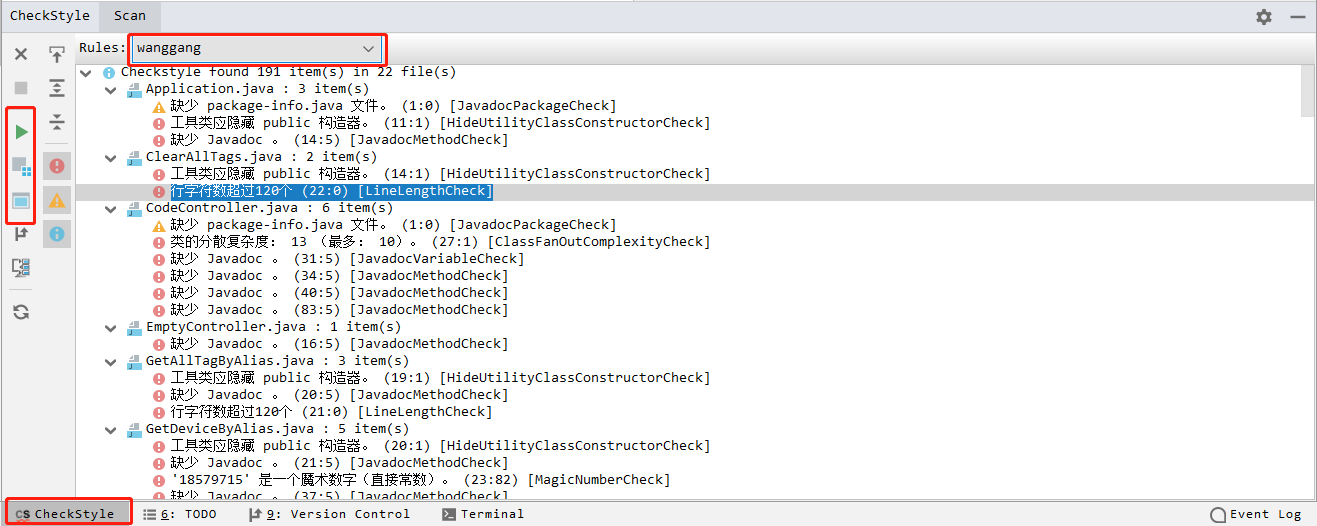 CheckStyle Scan
Rules: wanggang
Checkstyle found 191 item(s) in 22 file(s)
Application.java : 3 item(s)
缺少 package-info.java 文件。 (1:0) [JavadocPackageCheck]
工具类应隐藏 public 构造器。 (11:1) [HideUtilityClassConstructorCheck]
缺少 Javadoc 。 (14:5) [JavadocMethodCheck]
ClearAllTags.java : 2 item(s)
工具类应隐藏 public 构造器。 (14:1) [HideUtilityClassConstructorCheck]
行字符数超过120个 (22:0) [LineLengthCheck]
CodeController.java : 6 item(s)
缺少 package-info.java 文件。 (1:0) [JavadocPackageCheck]
类的分散复杂度： 13 （最多： 10）。 (27:1) [ClassFanOutComplexityCheck]
缺少 Javadoc 。 (31:5) [JavadocVariableCheck]
缺少 Javadoc 。 (34:5) [JavadocMethodCheck]
缺少 Javadoc 。 (40:5) [JavadocMethodCheck]
缺少 Javadoc 。 (83:5) [JavadocMethodCheck]
EmptyController.java : 1 item(s)
缺少 Javadoc 。 (16:5) [JavadocMethodCheck]
GetAllTagByAlias.java : 3 item(s)
工具类应隐藏 public 构造器。 (19:1) [HideUtilityClassConstructorCheck]
缺少 Javadoc 。 (20:5) [JavadocMethodCheck]
行字符数超过120个 (21:0) [LineLengthCheck]
GetDeviceByAlias.java : 5 item(s)
工具类应隐藏 public 构造器。 (20:1) [HideUtilityClassConstructorCheck]
缺少 Javadoc 。 (21:5) [JavadocMethodCheck]
'18579715' 是一个魔术数字（直接常数）。 (23:82) [MagicNumberCheck]
缺少 Javadoc 。 (37:5) [JavadocMethodCheck]
CS CheckStyle 6: TODO 9: Version Control Terminal Event Log